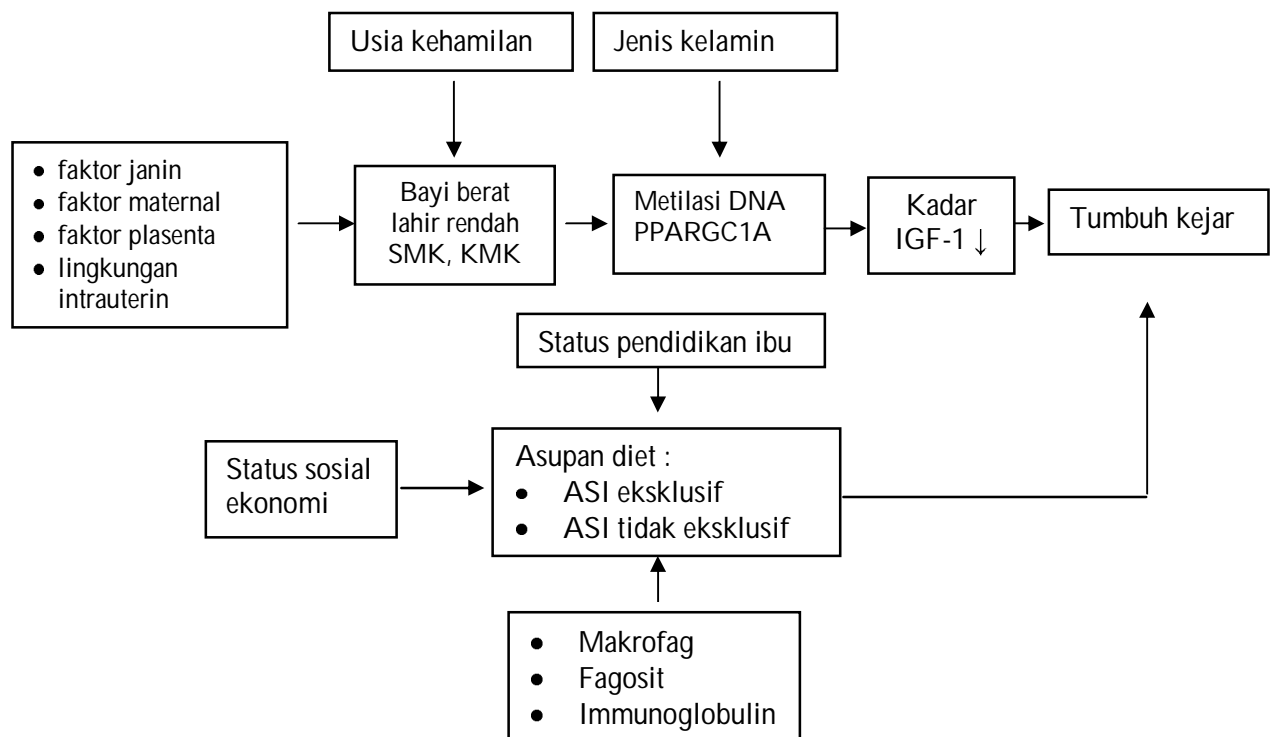 Usia kehamilan
Jenis kelamin
• faktor janin
• faktor maternal
• faktor plasenta
• lingkungan
intrauterin
Bayi berat
lahir rendah
SMK, KMK
Metilasi DNA
PPARGC1A
Kadar
IGF-1 ↓
Tumbuh kejar
Status pendidikan ibu
Status sosial
ekonomi
Asupan diet :
• ASI eksklusif
• ASI tidak eksklusif
• Makrofag
• Fagosit
• Immunoglobulin